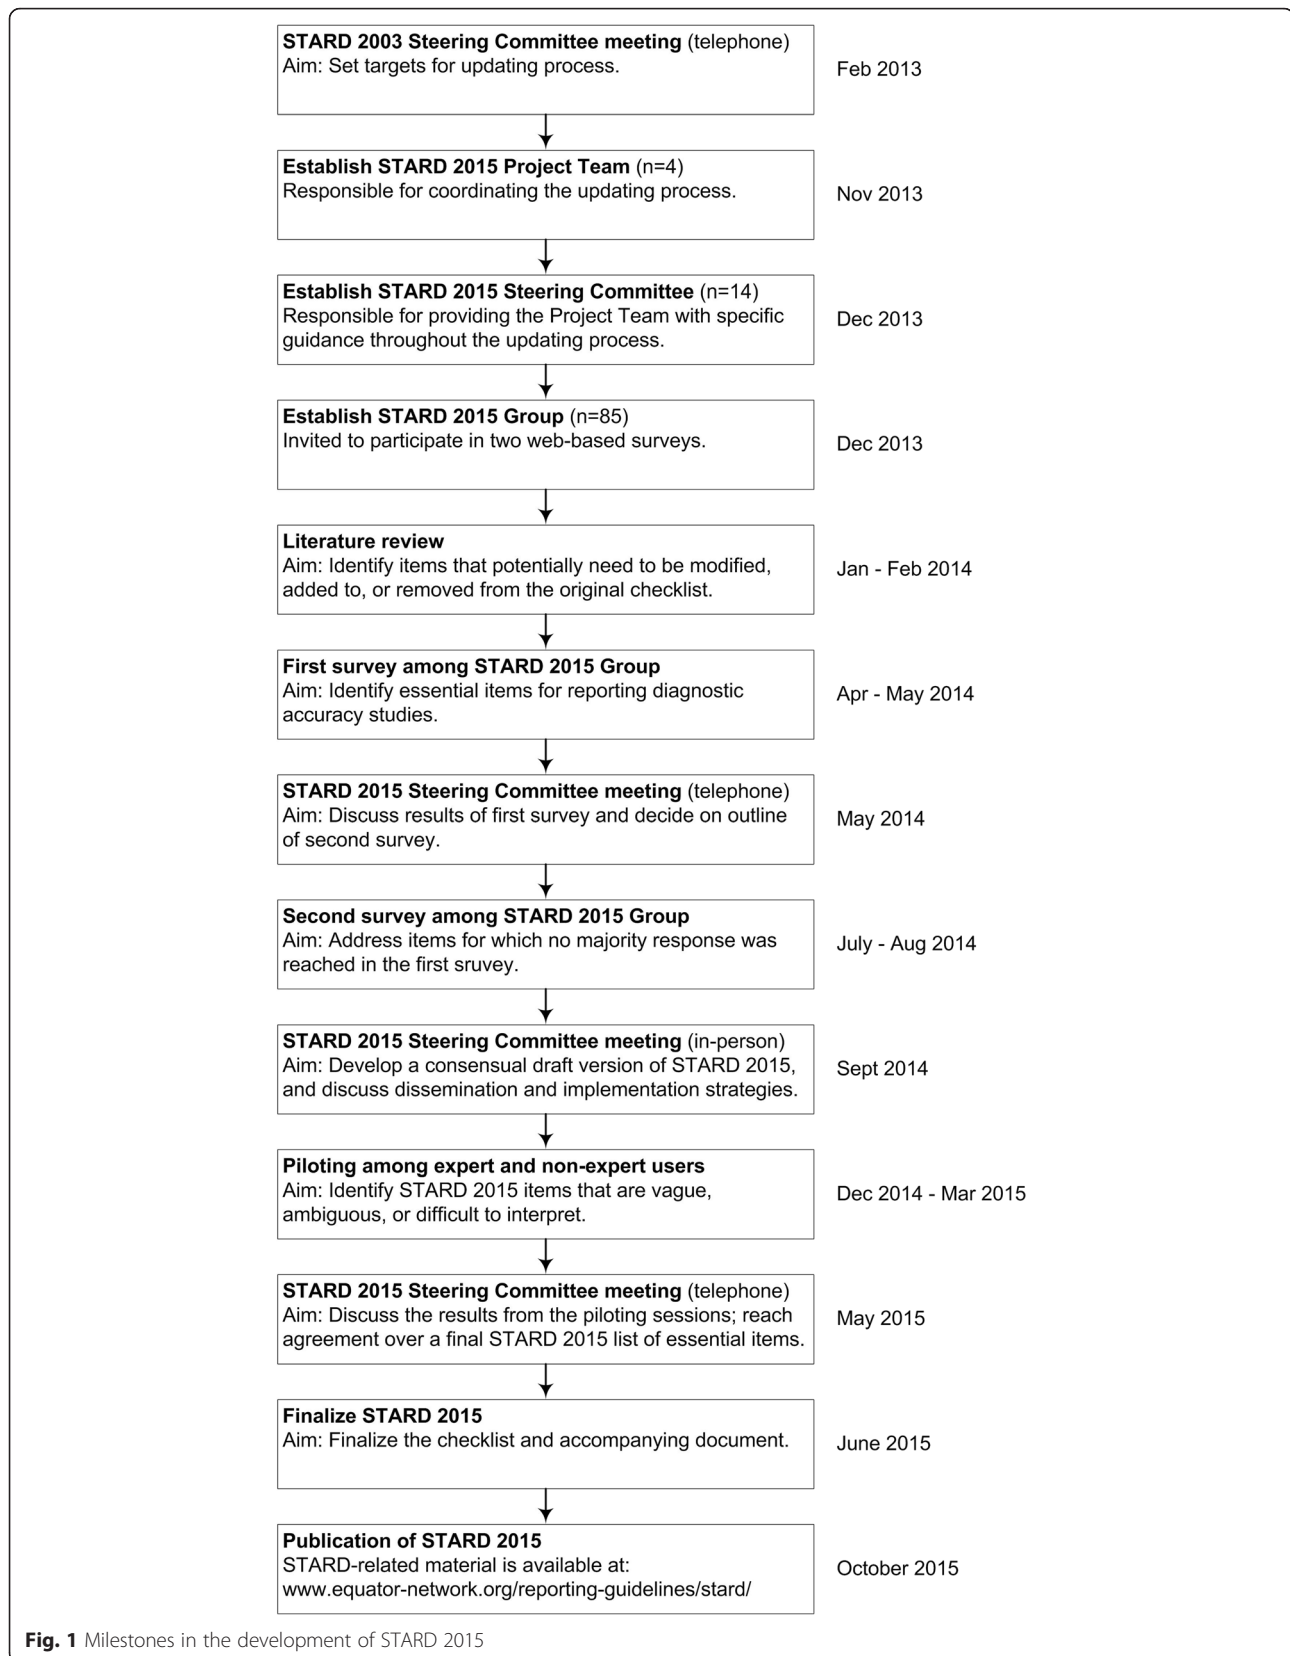 STARD 2003 Steering Committee meeting (telephone)
Aim: Set targets for updating process.
Feb 2013
Establish STARD 2015 Project Team (n=4)
Responsible for coordinating the updating process.
Nov 2013
Establish STARD 2015 Steering Committee (n=14)
Responsible for providing the Project Team with specific
guidance throughout the updating process.
Dec 2013
Establish STARD 2015 Group (n=85)
Invited to participate in two web-based surveys.
Dec 2013
Literature review
Aim: Identify items that potentially need to be modified,
added to, or removed from the original checklist.
Jan - Feb 2014
First survey among STARD 2015 Group
Aim: Identify essential items for reporting diagnostic
accuracy studies.
Apr - May 2014
STARD 2015 Steering Committee meeting (telephone)
Aim: Discuss results of first survey and decide on outline
of second survey.
May 2014
Second survey among STARD 2015 Group
Aim: Address items for which no majority response was
reached in the first sruvey.
July - Aug 2014
STARD 2015 Steering Committee meeting (in-person)
Aim: Develop a consensual draft version of STARD 2015,
and discuss dissemination and implementation strategies.
Sept 2014
Piloting among expert and non-expert users
Aim: Identify STARD 2015 items that are vague,
ambiguous, or difficult to interpret.
Dec 2014 - Mar 2015
STARD 2015 Steering Committee meeting (telephone)
Aim: Discuss the results from the piloting sessions; reach
agreement over a final STARD 2015 list of essential items.
May 2015
Finalize STARD 2015
Aim: Finalize the checklist and accompanying document.
June 2015
Publication of STARD 2015
STARD-related material is available at:
www.equator-network.org/reporting-guidelines/stard/
October 2015
Fig. 1 Milestones in the development of STARD 2015